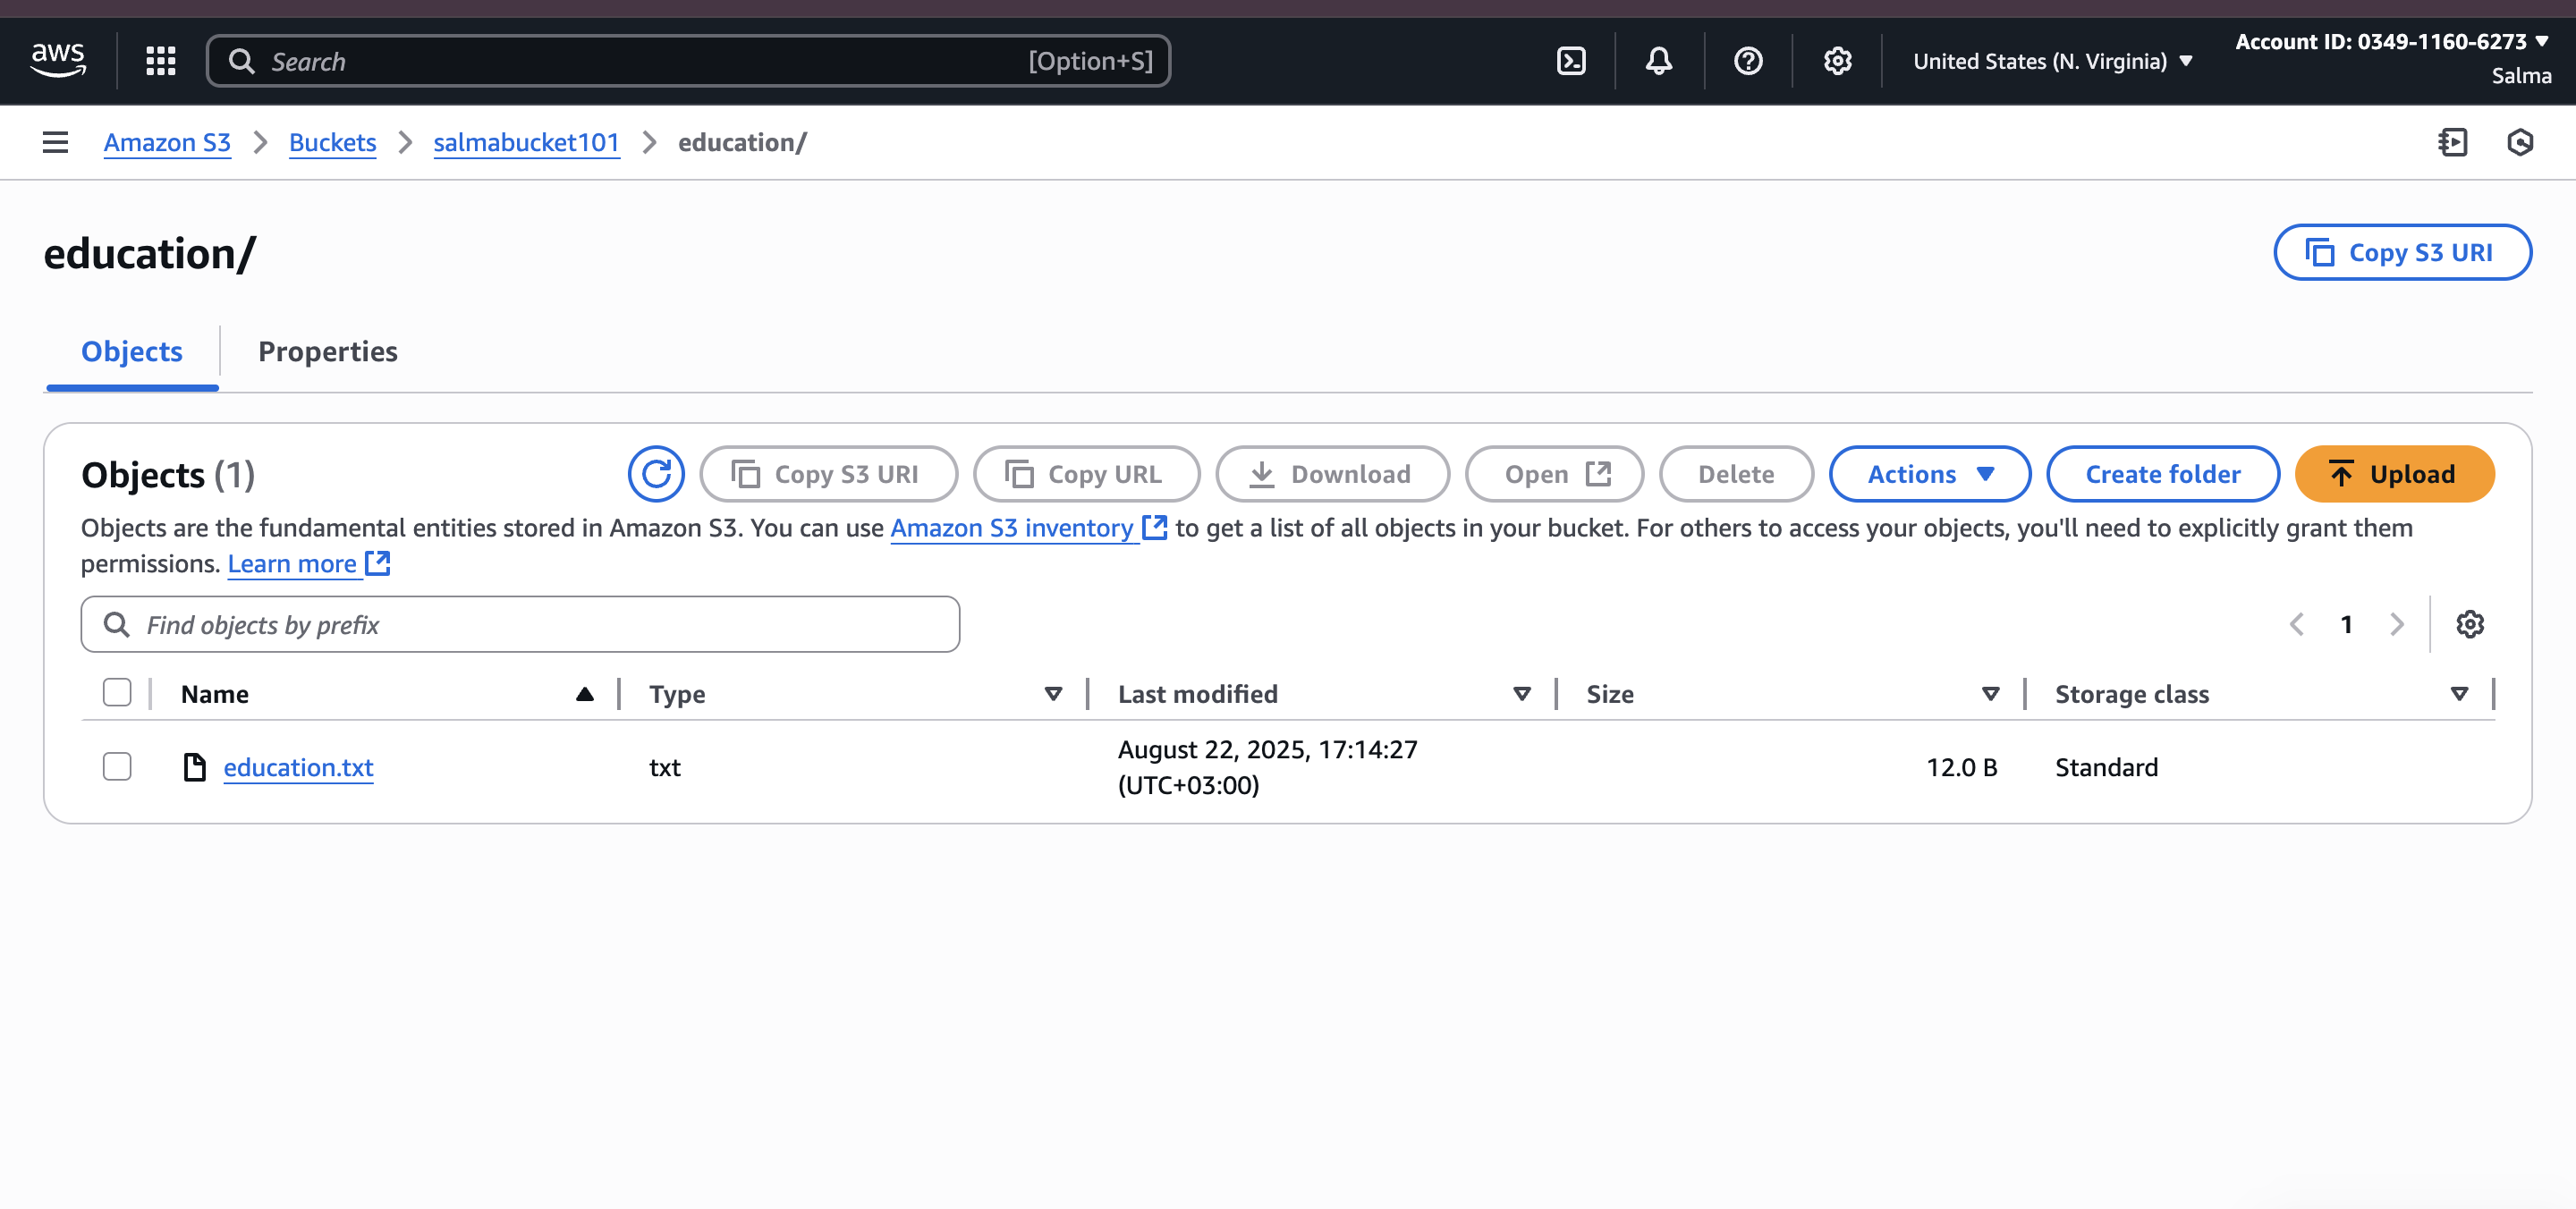 aws
Search [Option+S]
United States (N. Virginia)
Account ID: 0349-1160-6273
Salma
Amazon S3 > Buckets > salmabucket101 > education/
education/
Copy S3 URI
Objects
Properties
Objects (1)
Copy S3 URI
Copy URL
Download
Open
Delete
Actions
Create folder
Upload
Objects are the fundamental entities stored in Amazon S3. You can use Amazon S3 inventory to get a list of all objects in your bucket. For others to access your objects, you'll need to explicitly grant them
permissions. Learn more
Find objects by prefix
1
Name Type Last modified Size Storage class
education.txt txt August 22, 2025, 17:14:27 (UTC+03:00) 12.0 B Standard